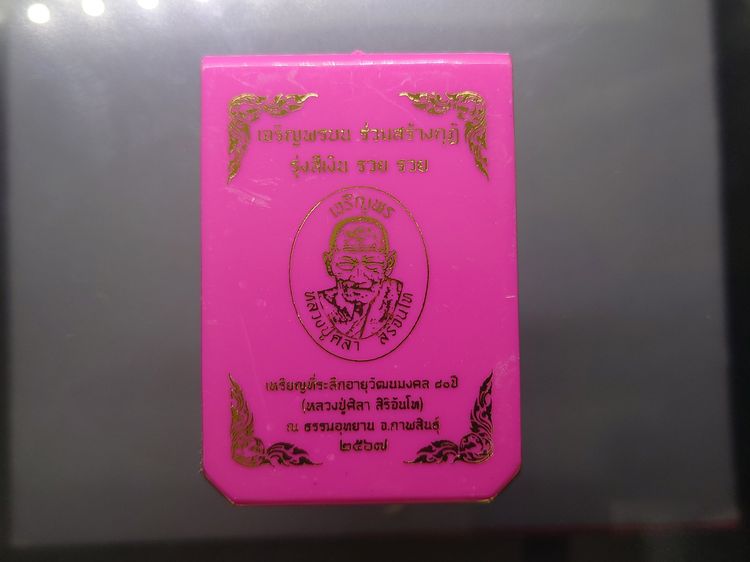 เจริญพรบน ร่วมสร้างกุฏิ
รุ่งสีเงิน รวย รวย
เจริญพร
หลวงปู่ศิลา สิริจันโท
เหรียญที่ระลึกอายุวัฒนมงคล ๘๐ปี
(หลวงปู่ศิลา สิริจันโท)
ณ ธรรมอุทยาน จ.กาฬสินธุ์
๒๕๖๗